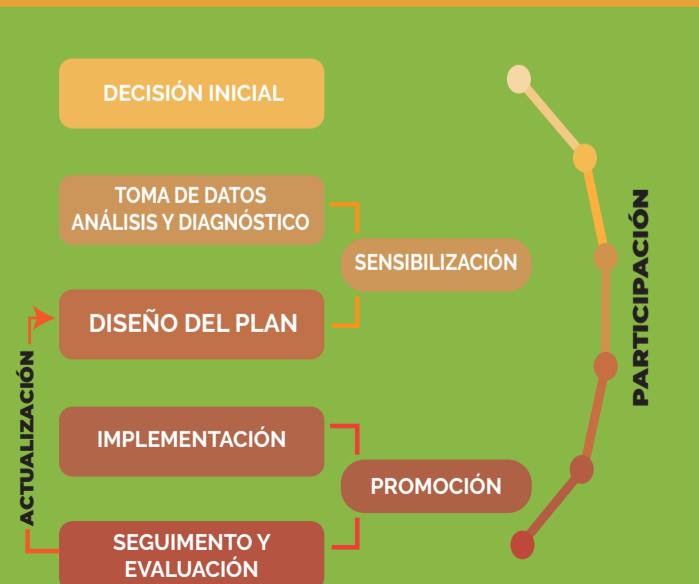 DECISIÓN INICIAL
TOMA DE DATOS
ANÁLISIS Y DIAGNÓSTICO
SENSIBILIZACIÓN
DISEÑO DEL PLAN
IMPLEMENTACIÓN
PROMOCIÓN
SEGUIMENTO Y
EVALUACIÓN
ACTUALIZACIÓN
PARTICIPACIÓN